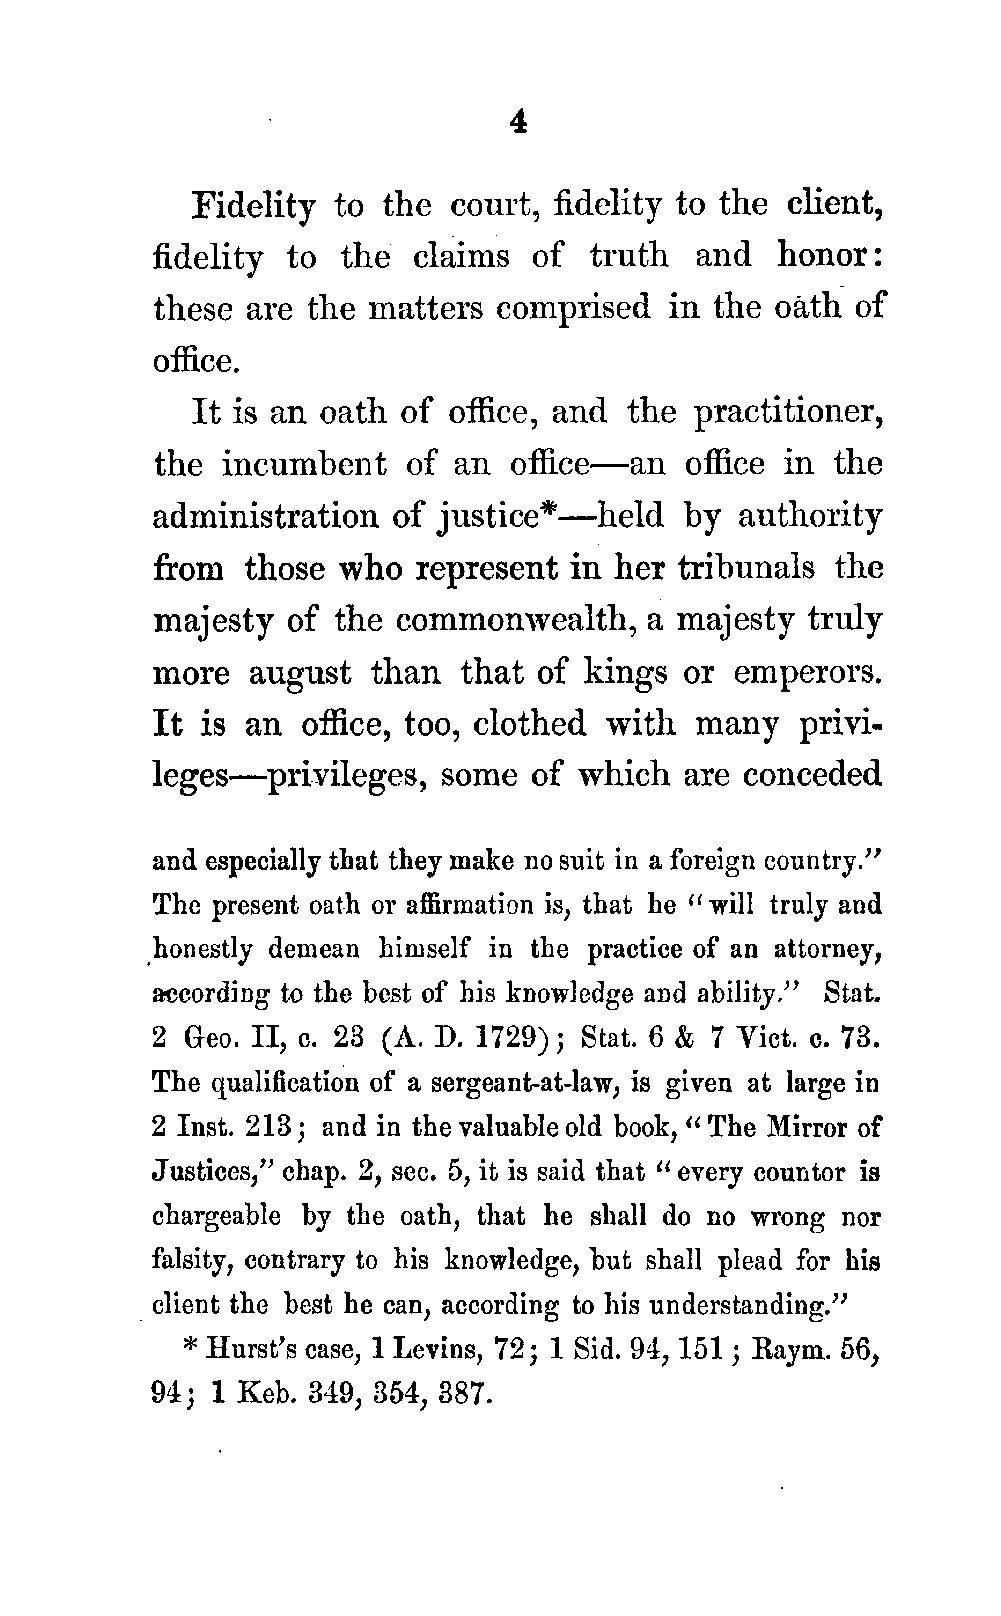 4
Fidelity to the court, fidelity to the client,
fidelity to the claims of truth and honor:
these are the matters comprised in the oath of
office.
It is an oath of office, and the practitioner,
the incumbent of an office—an office in the
administration of justice*—held by authority
from those who represent in her tribunals the
majesty of the commonwealth, a majesty truly
more august than that of kings or emperors.
It is an office, too, clothed with many privi-
leges—privileges, some of which are conceded
and especially that they make no suit in a foreign country."
The present oath or affirmation is, that he "will truly and
honestly demean himself in the practice of an attorney,
according to the best of his knowledge and ability." Stat.
2 Geo. II, c. 23 (A. D. 1729); Stat. 6 & 7 Vict. c. 73.
The qualification of a sergeant-at-law, is given at large in
2 Inst. 213; and in the valuable old book, "The Mirror of
Justices," chap. 2, sec. 5, it is said that "every countor is
chargeable by the oath, that he shall do no wrong nor
falsity, contrary to his knowledge, but shall plead for his
client the best he can, according to his understanding."
* Hurst's case, 1 Levins, 72; 1 Sid. 94, 151; Raym. 56,
94; 1 Keb. 349, 354, 387.